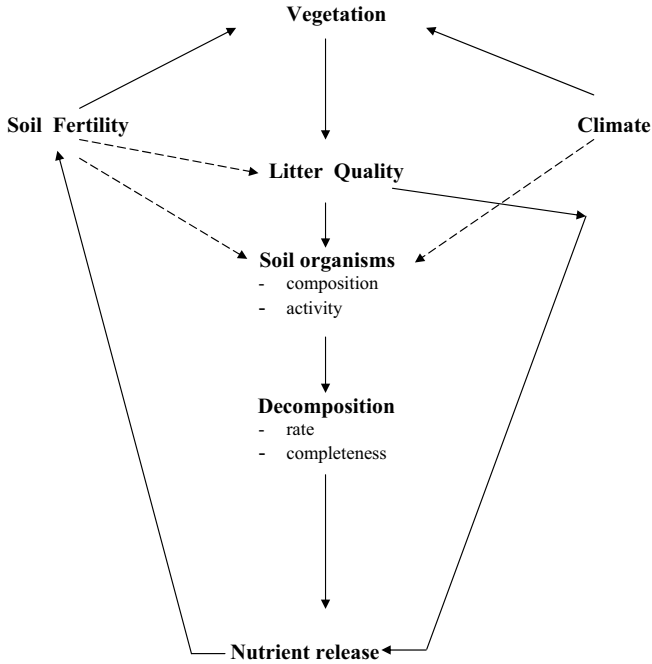 Vegetation
Soil Fertility
Climate
Litter Quality
Soil organisms
- composition
- activity
Decomposition
- rate
- completeness
Nutrient release